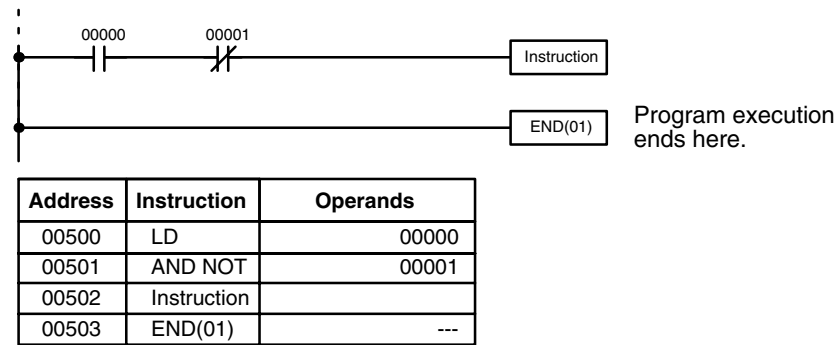 00000 00001
Instruction
END(01)
Program execution
ends here.
Address Instruction Operands
00500 LD 00000
00501 AND NOT 00001
00502 Instruction
00503 END(01) ---